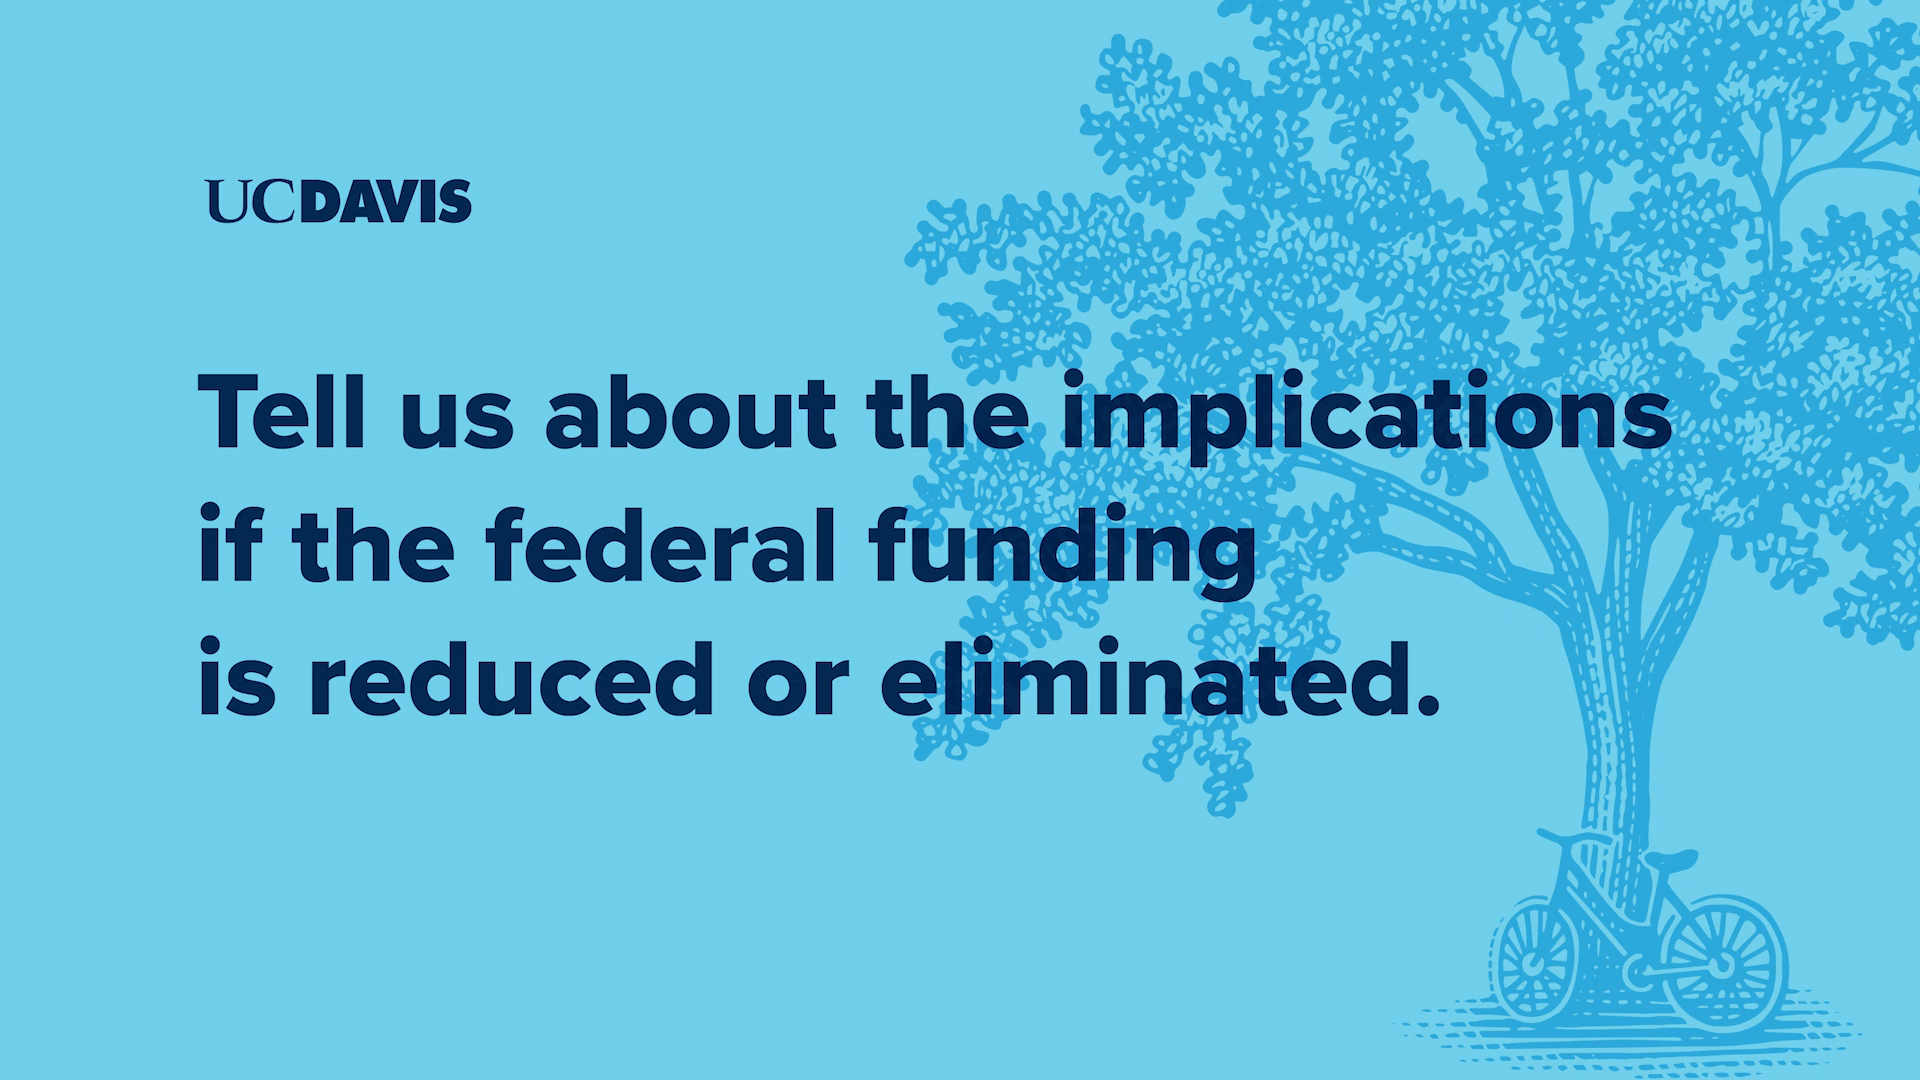 UCDAVIS
Tell us about the implications
if the federal funding
is reduced or eliminated.